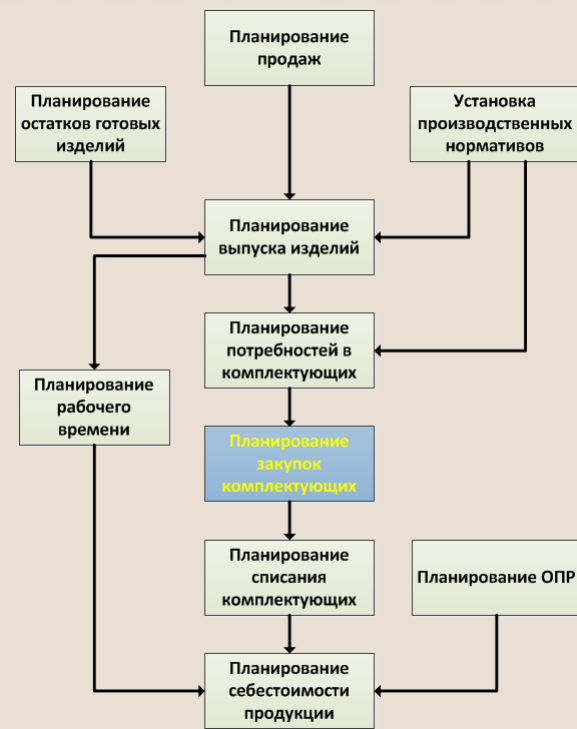 Планирование
продаж
Планирование
остатков готовых
изделий
Установка
производственных
нормативов
Планирование
выпуска изделий
Планирование
потребностей в
комплектующих
Планирование
рабочего
времени
Планирование
закупок
комплектующих
Планирование
списания
комплектующих
Планирование ОПР
Планирование
себестоимости
продукции